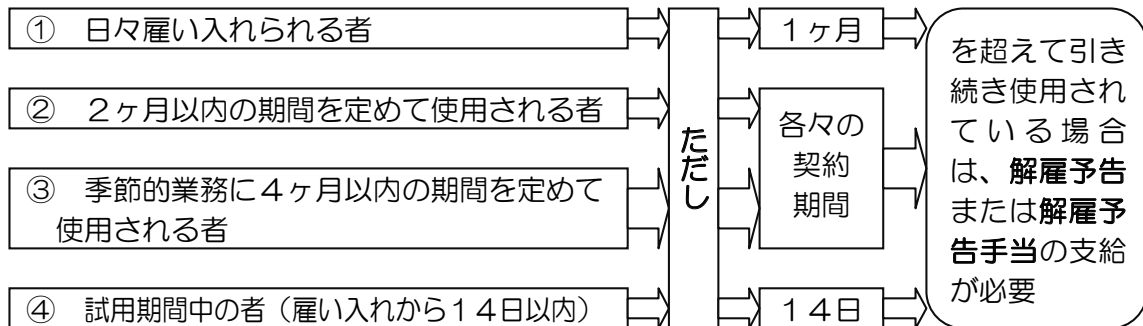 ① 日々雇い入れられる者
１ヶ月
② ２ヶ月以内の期間を定めて使用される者
③ 季節的業務に４ヶ月以内の期間を定めて
使用される者
各々の
契約
期間
④ 試用期間中の者（雇い入れから１４日以内）
１４日
ただし
を超えて引き
続き使用され
ている場合
は、解雇予告
または解雇予
告手当の支給
が必要